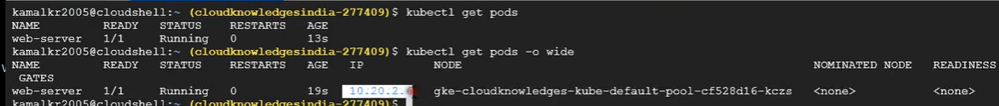 kamalkr2005@cloudshell:~ (cloudknowledgesindia-277409)$ kubectl get pods
NAME READY STATUS RESTARTS AGE
web-server 1/1 Running 0 13s
kamalkr2005@cloudshell:~ (cloudknowledgesindia-277409)$ kubectl get pods -o wide
NAME READY STATUS RESTARTS AGE IP NODE NOMINATED NODE READINESS
GATES
web-server 1/1 Running 0 19s 10.20.2. gke-cloudknowledges-kube-default-pool-cf528d16-kczs <none> <none>
kamalkr2005@cloudshell:~ (cloudknowledgesindia-277409)$